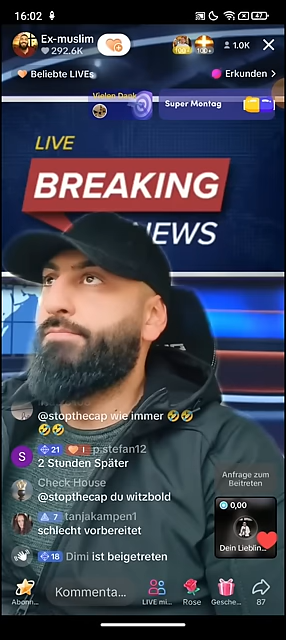 16:02
47
Ex-muslim
292.6K
100+
1.0K
Beliebte LIVEs
Erkunden >
Vielen Dank
Super Montag
LIVE
BREAKING
NEWS
@stopthecap wie immer 🤣🤣
🤣🤣
S 21 I p.stefan12
2 Stunden Später
Check House
@stopthecap du witzbold
7 tanjakampen1
schlecht vorbereitet
18 Dimi ist beigetreten
Anfrage zum
Beitreten
0,00
Dein Lieblin...
Abonn...
Kommenta...
LIVE mi...
Rose
Gesche...
87